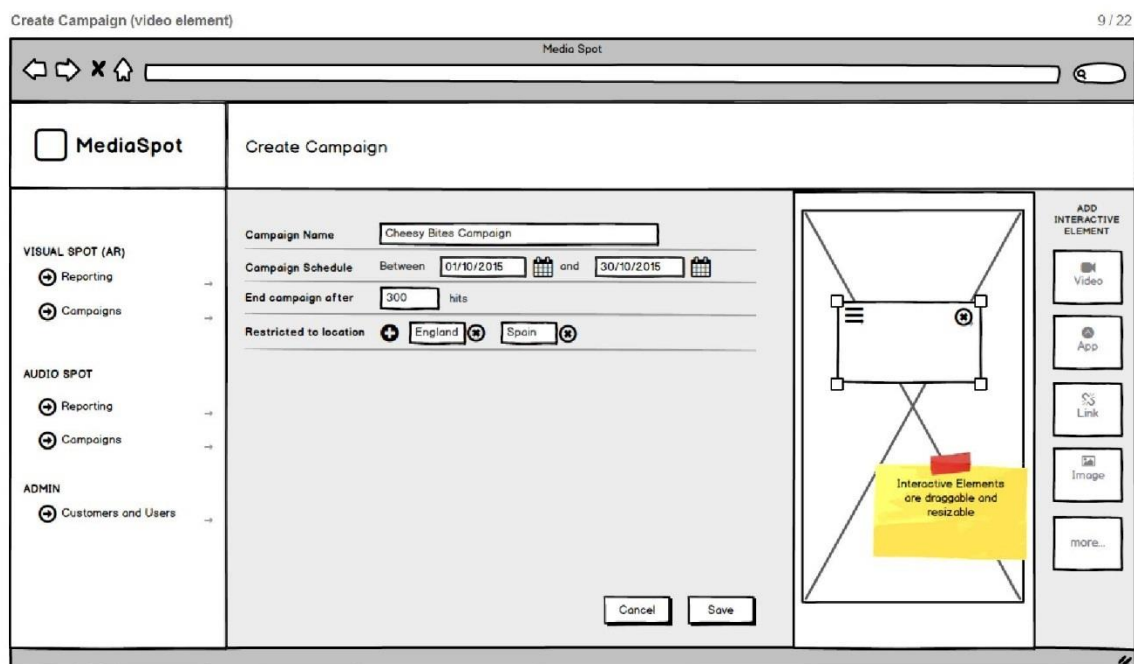 Create Campaign (video element)
9 / 22
Media Spot
MediaSpot
Create Campaign
VISUAL SPOT (AR)
Reporting
Campaigns
AUDIO SPOT
Reporting
Campaigns
ADMIN
Customers and Users
Campaign Name
Cheesy Bites Campaign
Campaign Schedule Between 01/10/2015 and 30/10/2015
End campaign after 300 hits
Restricted to location England Spain
Cancel Save
Interactive Elements
are draggable and
resizable
ADD
INTERACTIVE
ELEMENT
Video
App
Link
Image
more...